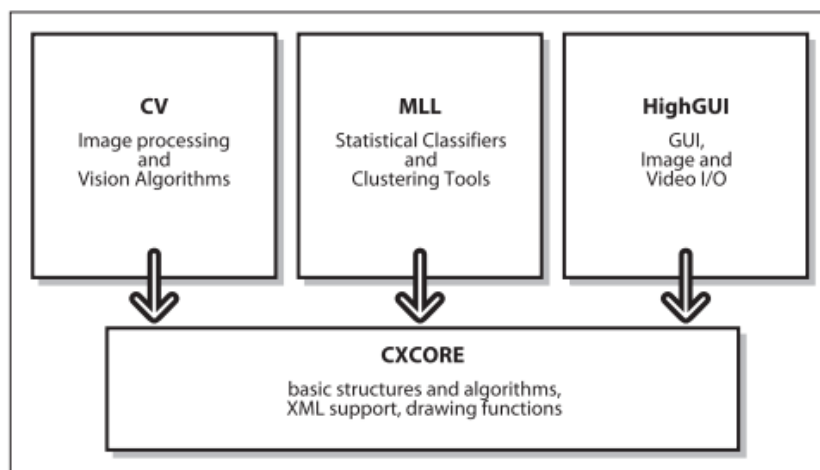 CV
Image processing
and
Vision Algorithms
MLL
Statistical Classifiers
and
Clustering Tools
HighGUI
GUI,
Image and
Video I/O
CXCORE
basic structures and algorithms,
XML support, drawing functions